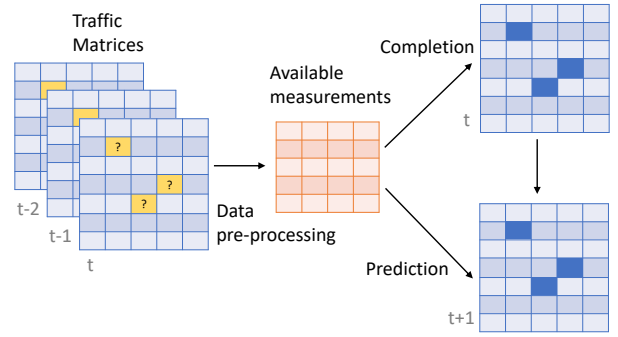 Traffic
Matrices
?
?
?
t-2
t-1
t
Data
pre-processing
Available
measurements
Completion
t
Prediction
t+1